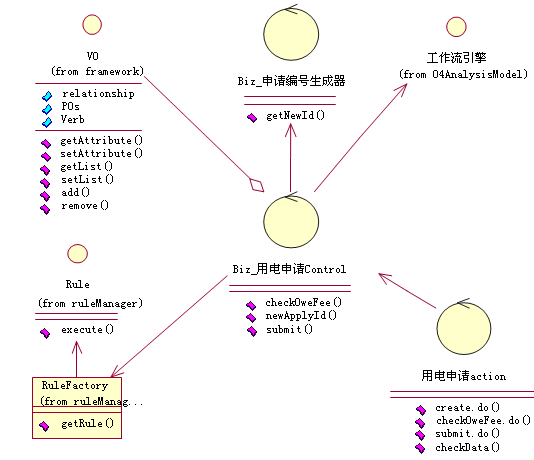 VO
(from framework)
relationship
POs
Verb
getAttribute()
setAttribute()
getList()
setList()
add()
remove()
Biz_申请编号生成器
getNewId()
工作流引擎
(from O4AnalysisModel)
Rule
(from ruleManager)
execute()
Biz_用电申请Control
checkOweFee()
newApplyId()
submit()
RuleFactory
(from ruleManag...
getRule()
用电申请action
create.do()
checkOweFee.do()
submit.do()
checkData()